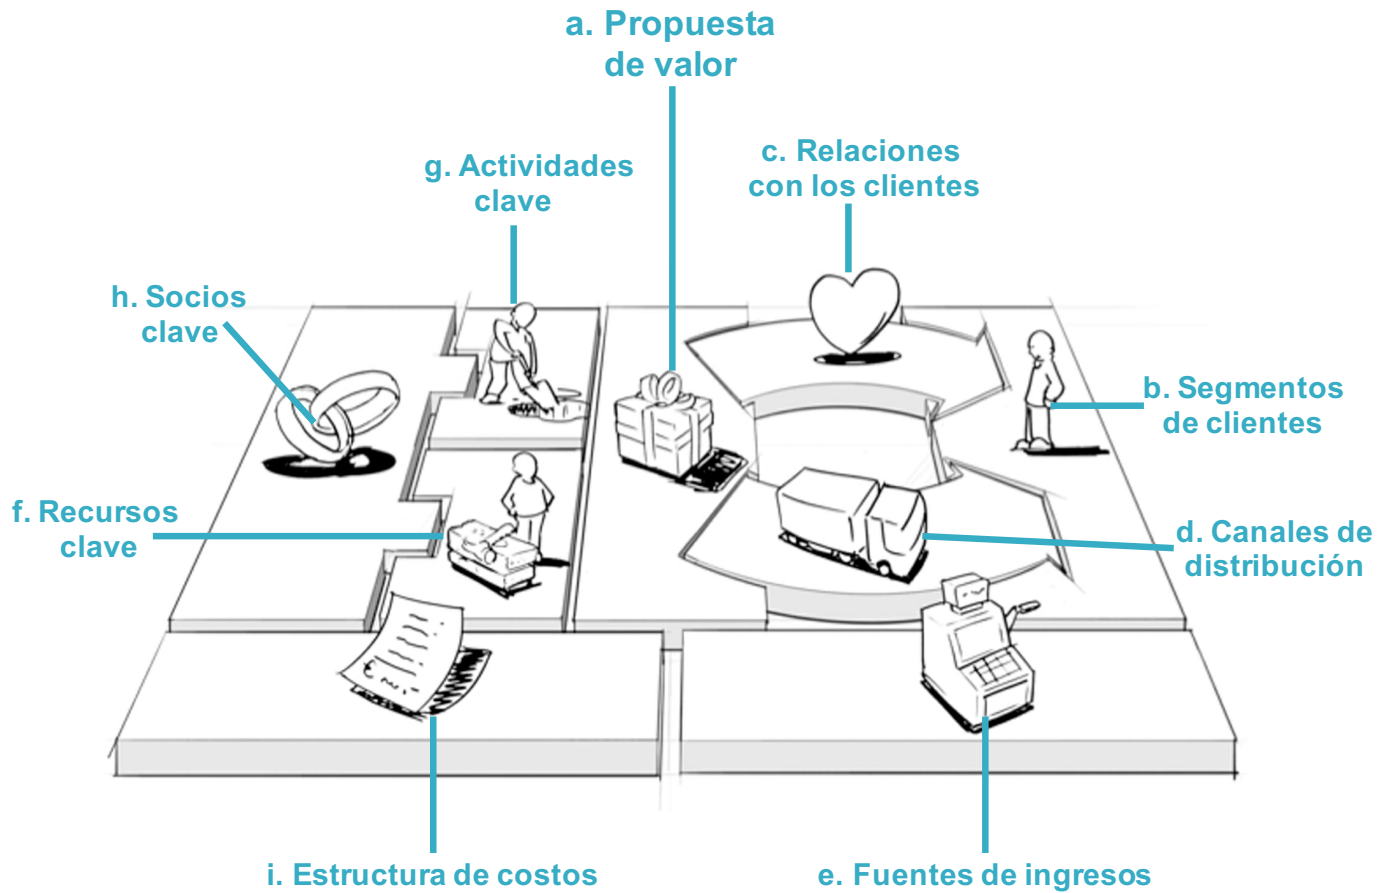 a. Propuesta
de valor
c. Relaciones
con los clientes
g. Actividades
clave
h. Socios
clave
b. Segmentos
de clientes
f. Recursos
clave
d. Canales de
distribución
i. Estructura de costos
e. Fuentes de ingresos